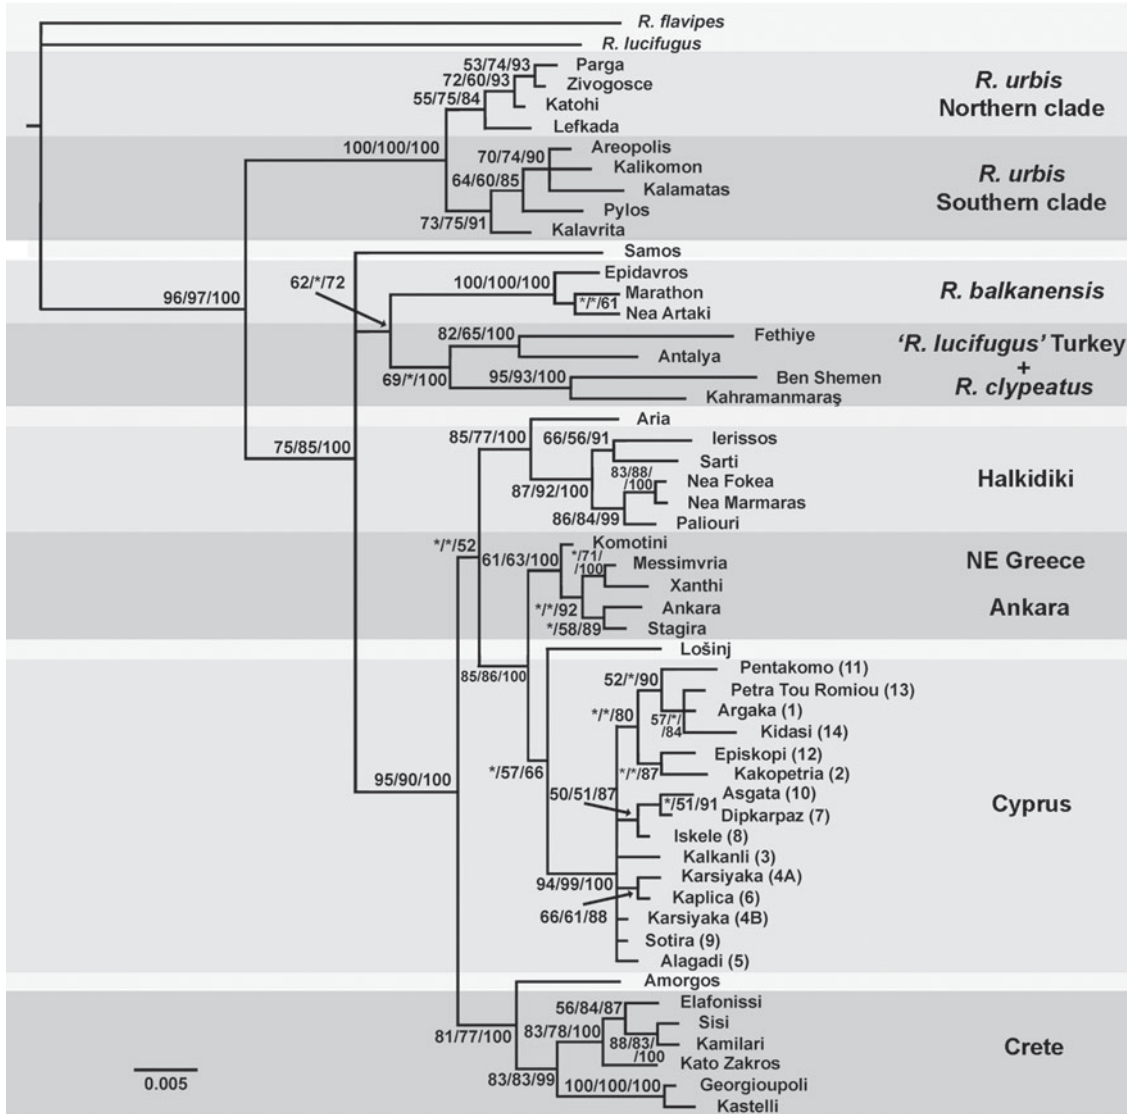 R. flavipes
R. lucifugus
53/74/93
Parga
72/60/93
Zivogosce
55/75/84
Katohi
Lefkada
R. urbis
Northern clade
100/100/100
70/74/90
Areopolis
Kalikomon
64/60/85
Kalamatas
Pylos
73/75/91
Kalavrita
R. urbis
Southern clade
Samos
62/*/72
96/97/100
100/100/100
Epidavros
Marathon
*/*/61
Nea Artaki
R. balkanensis
82/65/100
Fethiye
Antalya
69/*/100
95/93/100
Ben Shemen
Kahramanmaraş
‘R. lucifugus’ Turkey
+
R. clypeatus
75/85/100
85/77/100
Aria
66/56/91
Ierissos
Sarti
83/88/
/100
Nea Fokea
87/92/100
Nea Marmaras
86/84/99
Paliouri
Halkidiki
*/*/52
61/63/100
Komotini
*/71/
/100
Messimvria
Xanthi
*/*/92
Ankara
*/58/89
Stagira
NE Greece
Ankara
85/86/100
Lošinj
52/*/90
Pentakomo (11)
Petra Tou Romiou (13)
*/*/80
Argaka (1)
57/*/
/84
Kidasi (14)
Episkopi (12)
*/*/87
Kakopetria (2)
95/90/100
*/57/66
50/51/87
Asgata (10)
*/51/91
Dipkarpaz (7)
Iskele (8)
Kalkanli (3)
94/99/100
Karsiyaka (4A)
Kaplica (6)
66/61/88
Karsiyaka (4B)
Sotira (9)
Alagadi (5)
Cyprus
Amorgos
81/77/100
56/84/87
Elafonissi
83/78/100
Sisi
Kamilari
88/83/
/100
Kato Zakros
83/83/99
100/100/100
Georgioupoli
Kastelli
Crete
0.005